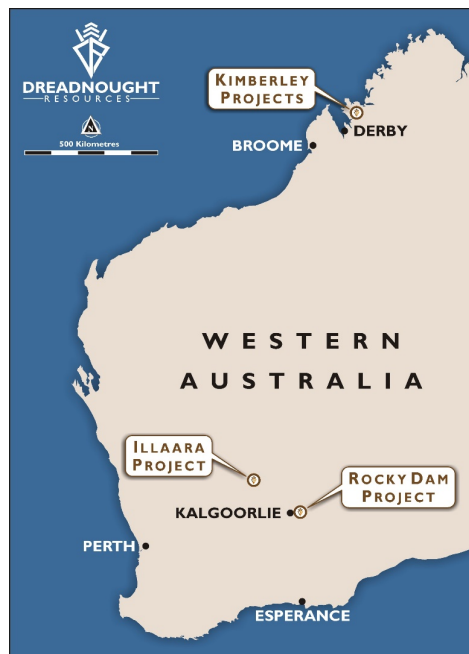 DREADNOUGHT
RESOURCES
500 Kilometres
KIMBERLEY
PROJECTS
DERBY
BROOME
WESTERN
AUSTRALIA
ILLAARA
PROJECT
ROCKY DAM
PROJECT
KALGOORLIE
PERTH
ESPERANCE